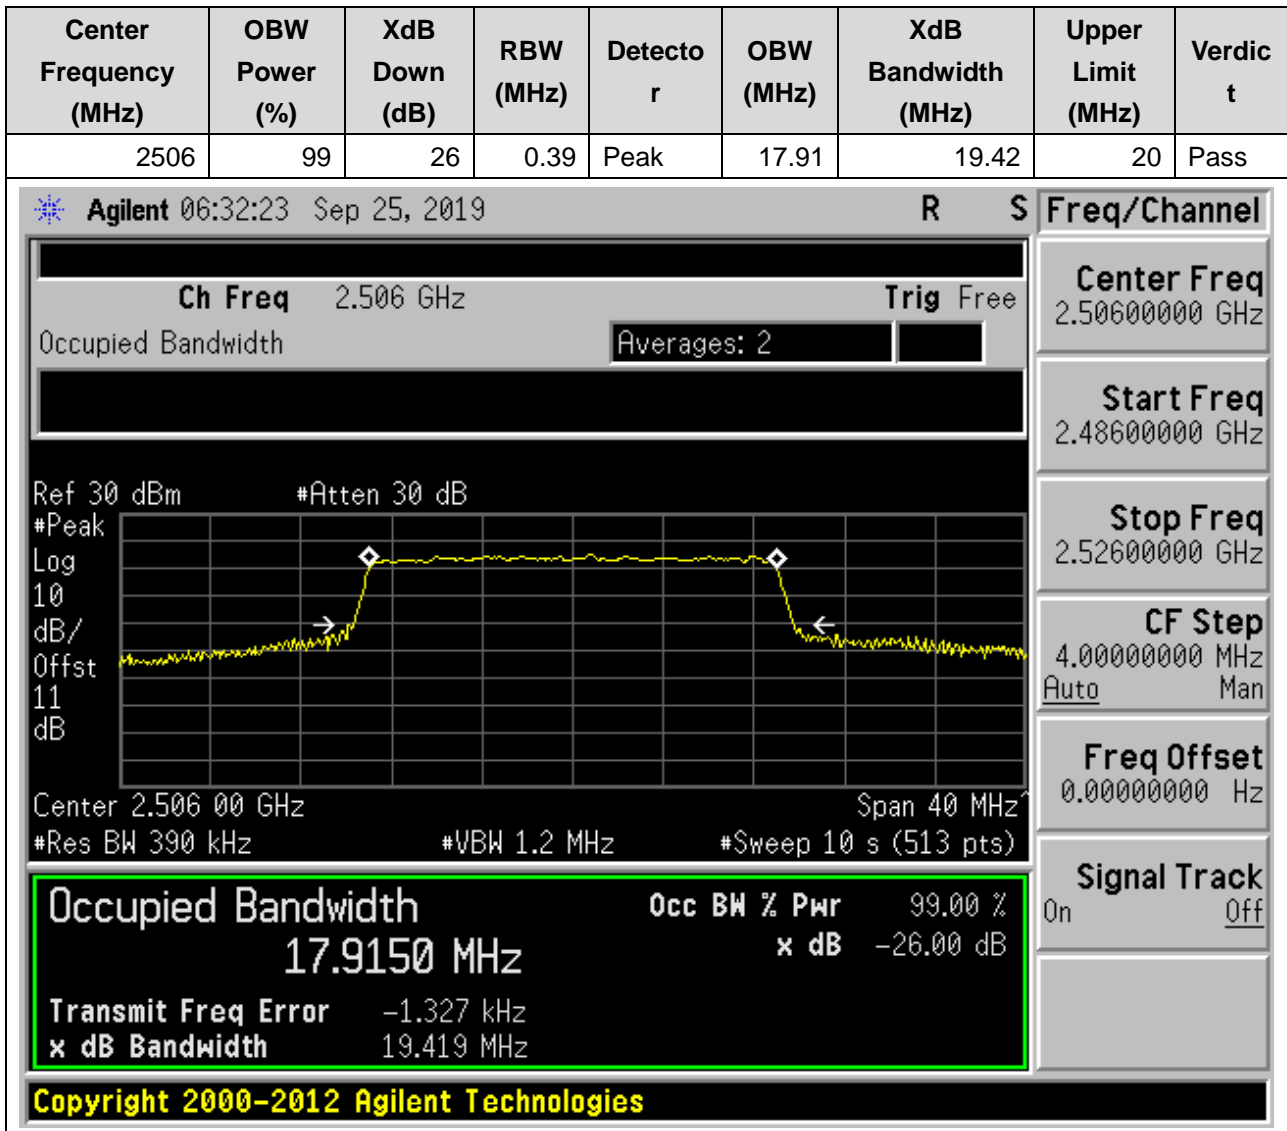 Center Frequency (MHz) OBW Power (%) XdB Down (dB) RBW (MHz) Detecto r OBW (MHz) XdB Bandwidth (MHz) Upper Limit (MHz) Verdic t
2506 99 26 0.39 Peak 17.91 19.42 20 Pass
Agilent 06:32:23 Sep 25, 2019 R S Freq/Channel
Ch Freq 2.506 GHz Trig Free
Occupied Bandwidth Averages: 2
Center Freq
2.50600000 GHz
Start Freq
2.48600000 GHz
Stop Freq
2.52600000 GHz
CF Step
4.00000000 MHz
Auto Man
Freq Offset
0.00000000 Hz
Signal Track
On Off
Ref 30 dBm #Atten 30 dB
#Peak
Log
10
dB/
Offst
11
dB
Center 2.506 00 GHz Span 40 MHz^
#Res BW 390 kHz #VBW 1.2 MHz #Sweep 10 s (513 pts)
Occupied Bandwidth Occ BW % Pwr 99.00 %
17.9150 MHz x dB -26.00 dB
Transmit Freq Error -1.327 kHz
x dB Bandwidth 19.419 MHz
Copyright 2000-2012 Agilent Technologies